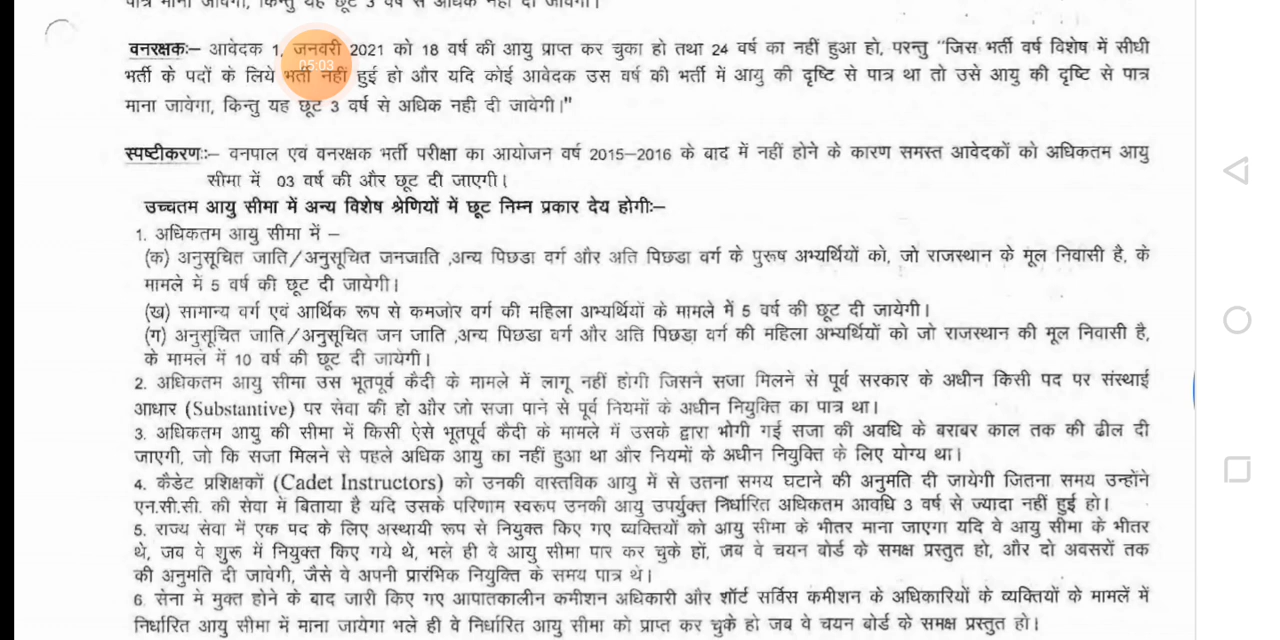 पात्र माना जावेगा, किन्तु यह छूट 3 वर्ष से अधिक नही दी जावेगी।
वनरक्षकः– आवेदक 1, जनवरी 2021 को 18 वर्ष की आयु प्राप्त कर चुका हो तथा 24 वर्ष का नहीं हुआ हो, परन्तु "जिस भर्ती वर्ष विशेष में सीधी
भर्ती के पदों के लिये भर्ती नहीं हुई हो और यदि कोई आवेदक उस वर्ष की भर्ती में आयु की दृष्टि से पात्र था तो उसे आयु की दृष्टि से पात्र
05:03
माना जावेगा, किन्तु यह छूट 3 वर्ष से अधिक नही दी जावेगी।"
स्पष्टीकरणः– वनपाल एवं वनरक्षक भर्ती परीक्षा का आयोजन वर्ष 2015–2016 के बाद में नहीं होने के कारण समस्त आवेदकों को अधिकतम आयु
सीमा में 03 वर्ष की और छूट दी जाएगी।
उच्चतम आयु सीमा में अन्य विशेष श्रेणियों में छूट निम्न प्रकार देय होगीः–
1. अधिकतम आयु सीमा में –
(क) अनुसूचित जाति/अनुसूचित जनजाति ,अन्य पिछडा वर्ग और अति पिछडा वर्ग के पुरूष अभ्यर्थियों को, जो राजस्थान के मूल निवासी है, के
मामले में 5 वर्ष की छूट दी जायेगी।
(ख) सामान्य वर्ग एवं आर्थिक रूप से कमजोर वर्ग की महिला अभ्यर्थियों के मामले में 5 वर्ष की छूट दी जायेगी।
(ग) अनुसूचित जाति/अनुसूचित जन जाति ,अन्य पिछडा वर्ग और अति पिछडा वर्ग की महिला अभ्यर्थियों को जो राजस्थान की मूल निवासी है,
के मामले में 10 वर्ष की छूट दी जायेगी।
2. अधिकतम आयु सीमा उस भूतपूर्व कैदी के मामले में लागू नहीं होगी जिसने सजा मिलने से पूर्व सरकार के अधीन किसी पद पर संस्थाई
आधार (Substantive) पर सेवा की हो और जो सजा पाने से पूर्व नियमों के अधीन नियुक्ति का पात्र था।
3. अधिकतम आयु की सीमा में किसी ऐसे भूतपूर्व कैदी के मामले में उसके द्वारा भोगी गई सजा की अवधि के बराबर काल तक की ढील दी
जाएगी, जो कि सजा मिलने से पहले अधिक आयु का नहीं हुआ था और नियमों के अधीन नियुक्ति के लिए योग्य था।
4. कैडेट प्रशिक्षकों (Cadet Instructors) को उनकी वास्तविक आयु में से उतना समय घटाने की अनुमति दी जायेगी जितना समय उन्होंने
एन.सी.सी. की सेवा में बिताया है यदि उसके परिणाम स्वरूप उनकी आयु उपर्युक्त निर्धारित अधिकतम आवधि 3 वर्ष से ज्यादा नहीं हुई हो।
5. राज्य सेवा में एक पद के लिए अस्थायी रूप से नियुक्त किए गए व्यक्तियों को आयु सीमा के भीतर माना जाएगा यदि वे आयु सीमा के भीतर
थे, जब वे शुरू में नियुक्त किए गये थे, भले ही वे आयु सीमा पार कर चुके हों, जब वे चयन बोर्ड के समक्ष प्रस्तुत हो, और दो अवसरों तक
की अनुमति दी जावेगी, जैसे वे अपनी प्रारंभिक नियुक्ति के समय पात्र थे।
6. सेना में मुक्त होने के बाद जारी किए गए आपातकालीन कमीशन अधिकारी और शॉर्ट सर्विस कमीशन के अधिकारियों के व्यक्तियों के मामलें में
निर्धारित आयु सीमा में माना जायेगा भले ही वे निर्धारित आयु सीमा को प्राप्त कर चुके हो जब वे चयन बोर्ड के समक्ष प्रस्तुत हो।